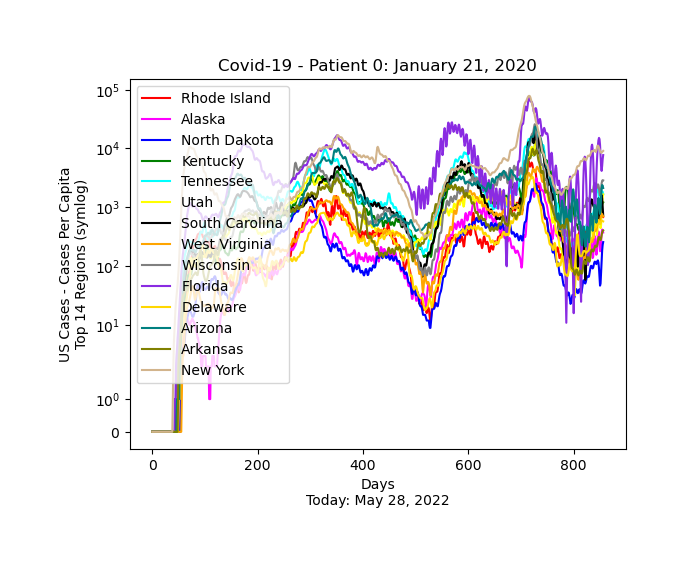 Covid-19 - Patient 0: January 21, 2020
US Cases - Cases Per Capita
Top 14 Regions (symlog)
10^5
10^4
10^3
10^2
10^1
10^0
0
Rhode Island
Alaska
North Dakota
Kentucky
Tennessee
Utah
South Carolina
West Virginia
Wisconsin
Florida
Delaware
Arizona
Arkansas
New York
0 200 400 600 800
Days
Today: May 28, 2022